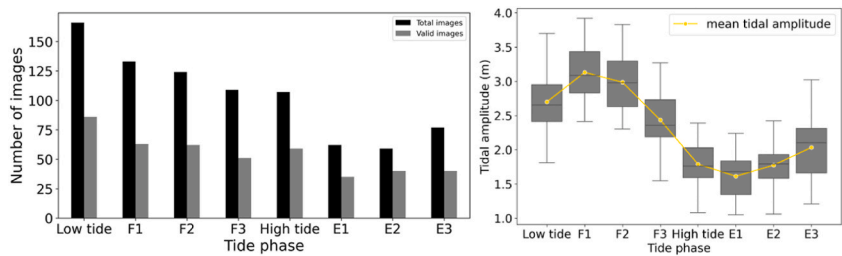 Total images
Valid images
Number of images
150
125
100
75
50
25
0
Low tide F1 F2 F3 High tide E1 E2 E3
Tide phase
mean tidal amplitude
Tidal amplitude (m)
4.0
3.5
3.0
2.5
2.0
1.5
1.0
Low tide F1 F2 F3 High tide E1 E2 E3
Tide phase